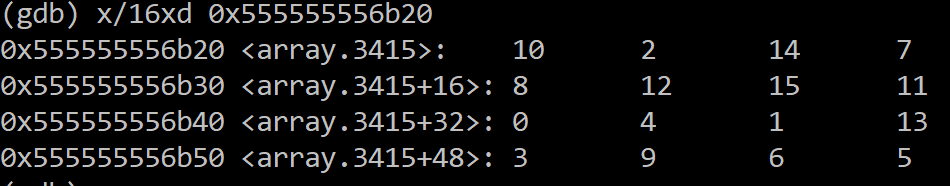 (gdb) x/16xd 0x555555556b20
0x555555556b20 <array.3415>: 10 2 14 7
0x555555556b30 <array.3415+16>: 8 12 15 11
0x555555556b40 <array.3415+32>: 0 4 1 13
0x555555556b50 <array.3415+48>: 3 9 6 5